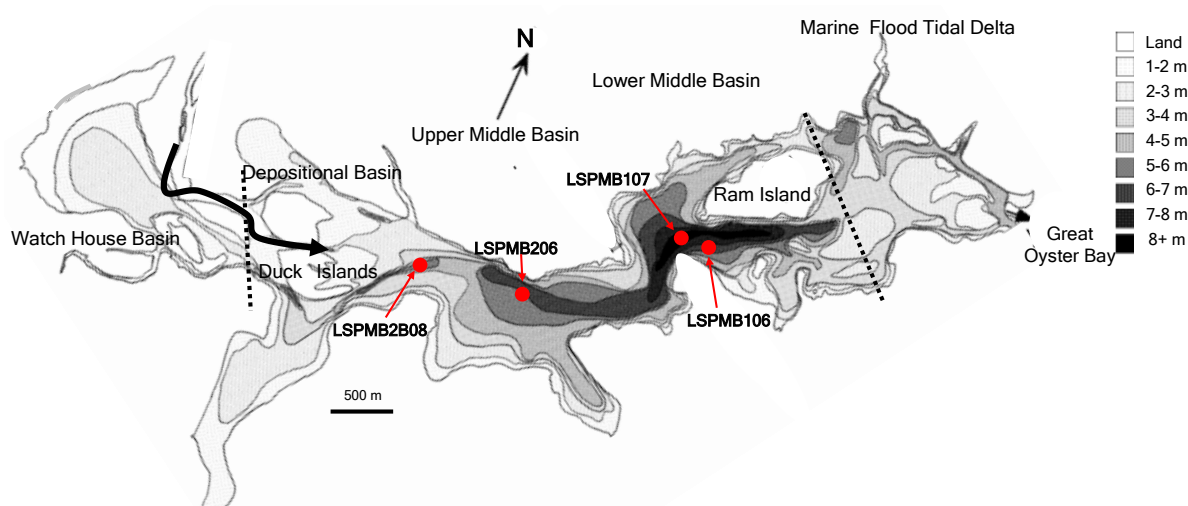 Marine Flood Tidal Delta
N
Lower Middle Basin
Upper Middle Basin
Depositional Basin
LSPMB107
Ram Island
Watch House Basin
LSPMB206
Duck Islands
Great
Oyster Bay
LSPMB2B08
LSPMB106
500 m
Land
1-2 m
2-3 m
3-4 m
4-5 m
5-6 m
6-7 m
7-8 m
8+ m